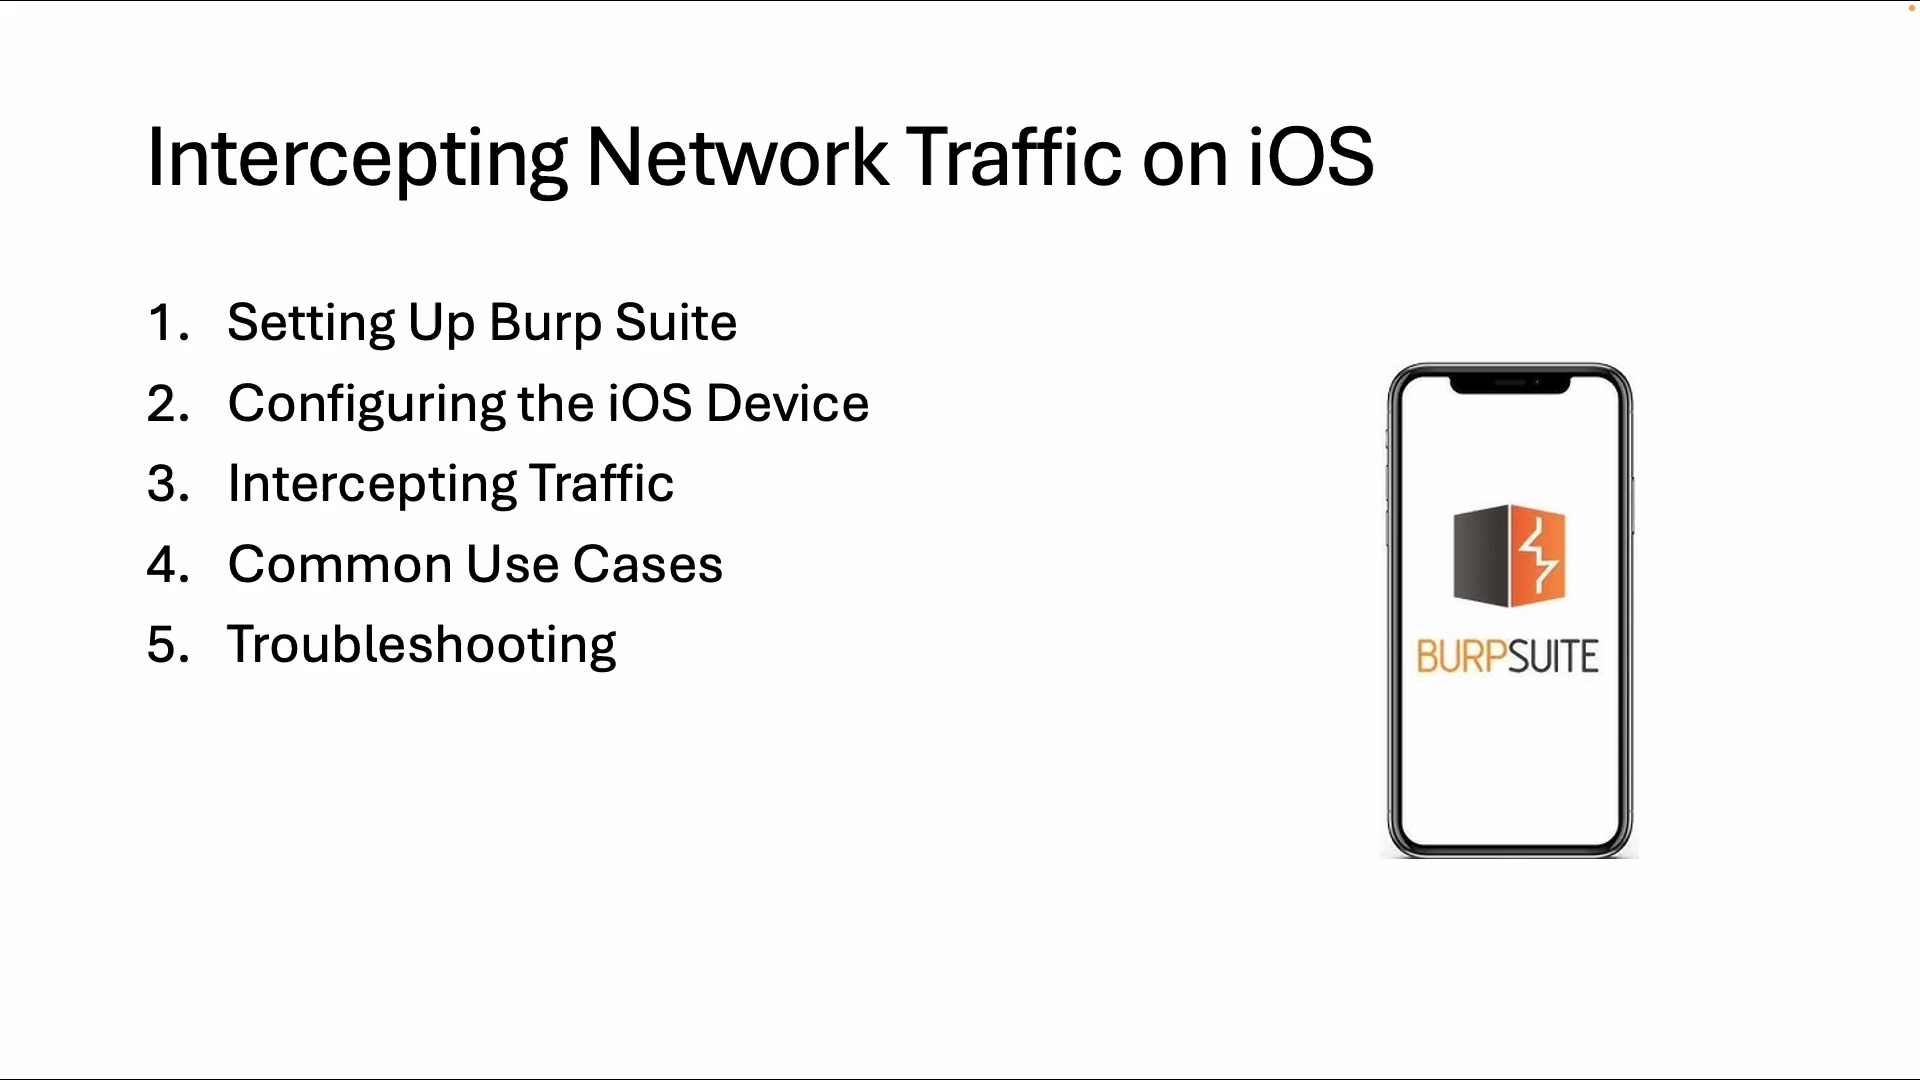 Intercepting Network Traffic on iOS
1. Setting Up Burp Suite
2. Configuring the iOS Device
3. Intercepting Traffic
4. Common Use Cases
5. Troubleshooting
BURPSUITE